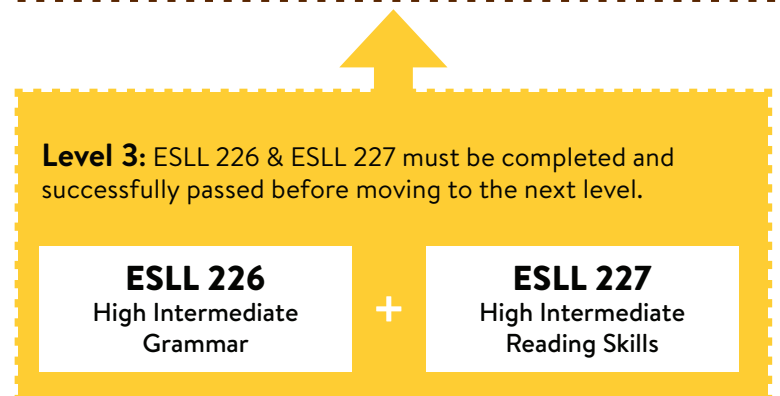 Level 3: ESLL 226 & ESLL 227 must be completed and
successfully passed before moving to the next level.
ESLL 226
High Intermediate
Grammar
+
ESLL 227
High Intermediate
Reading Skills